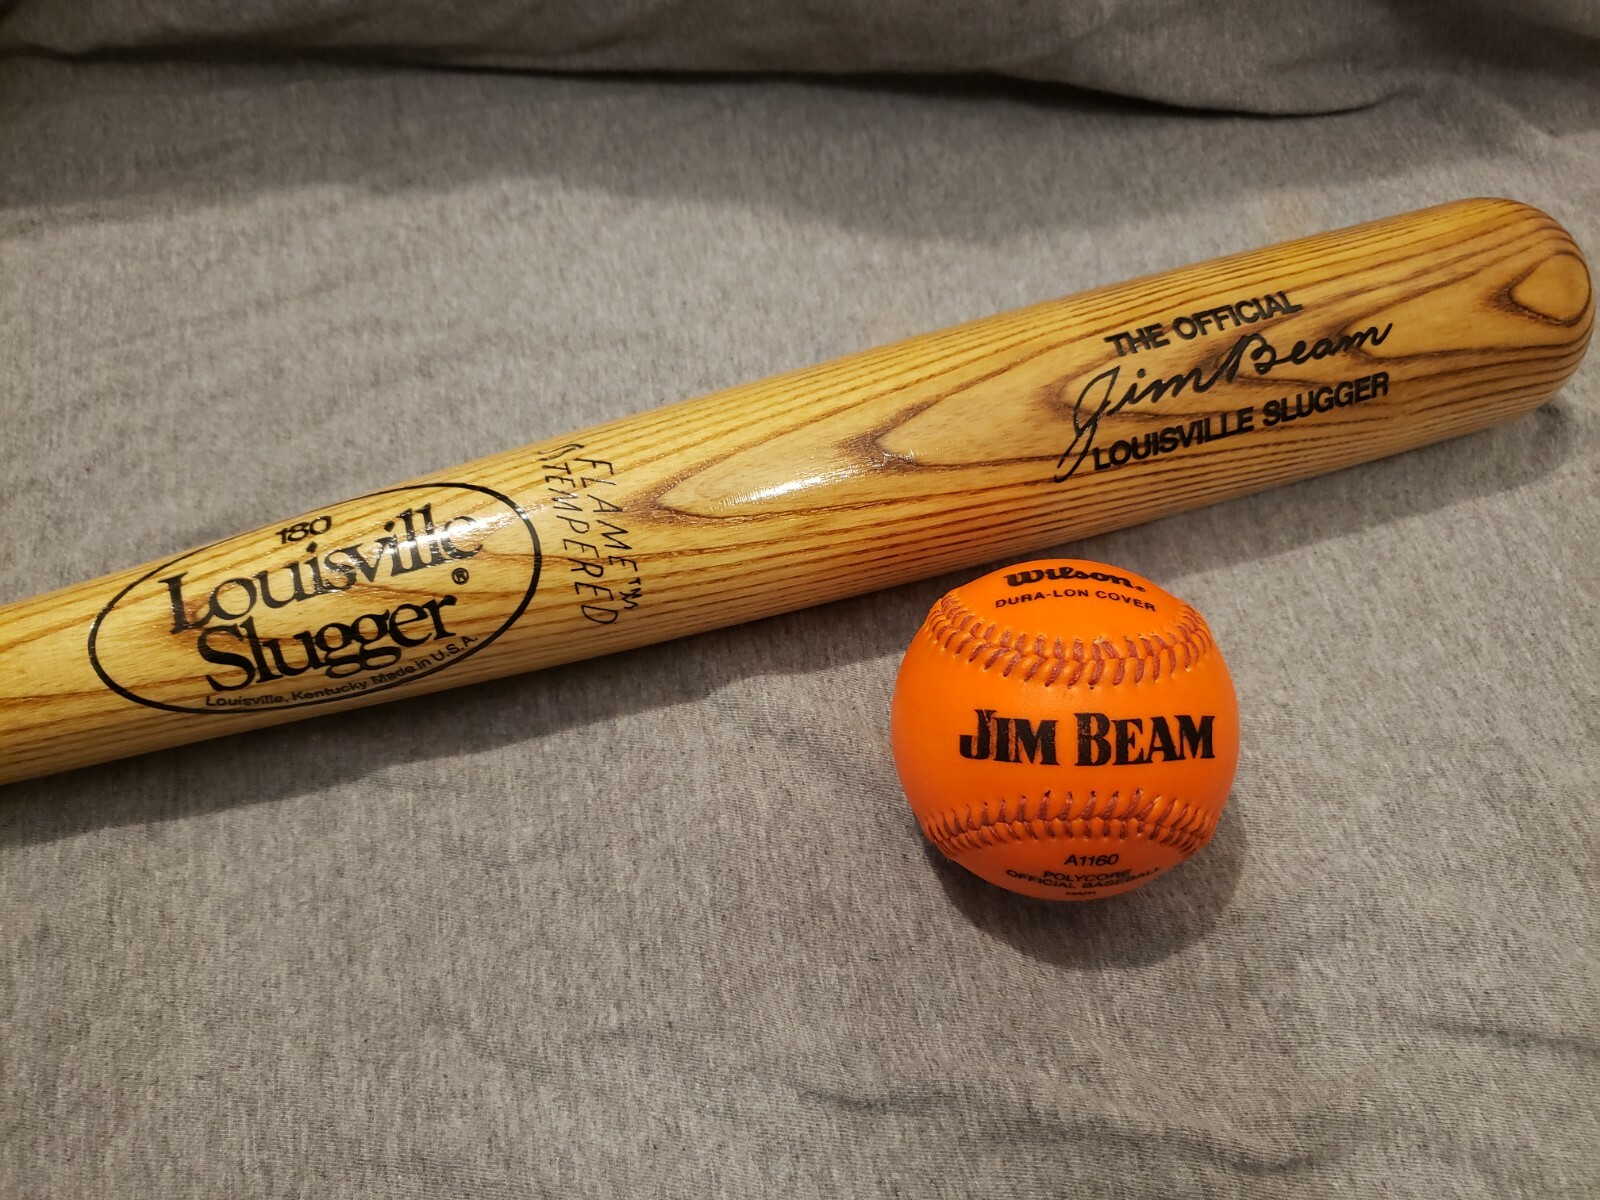 180
Louisville
Slugger®
Louisville, Kentucky Made in U.S.A.
FLAME™
TEMPERED
THE OFFICIAL
Jim Beam
LOUISVILLE SLUGGER
Wilson®
DURA-LON COVER
JIM BEAM
A1160
POLYCORE
OFFICIAL BASEBALL